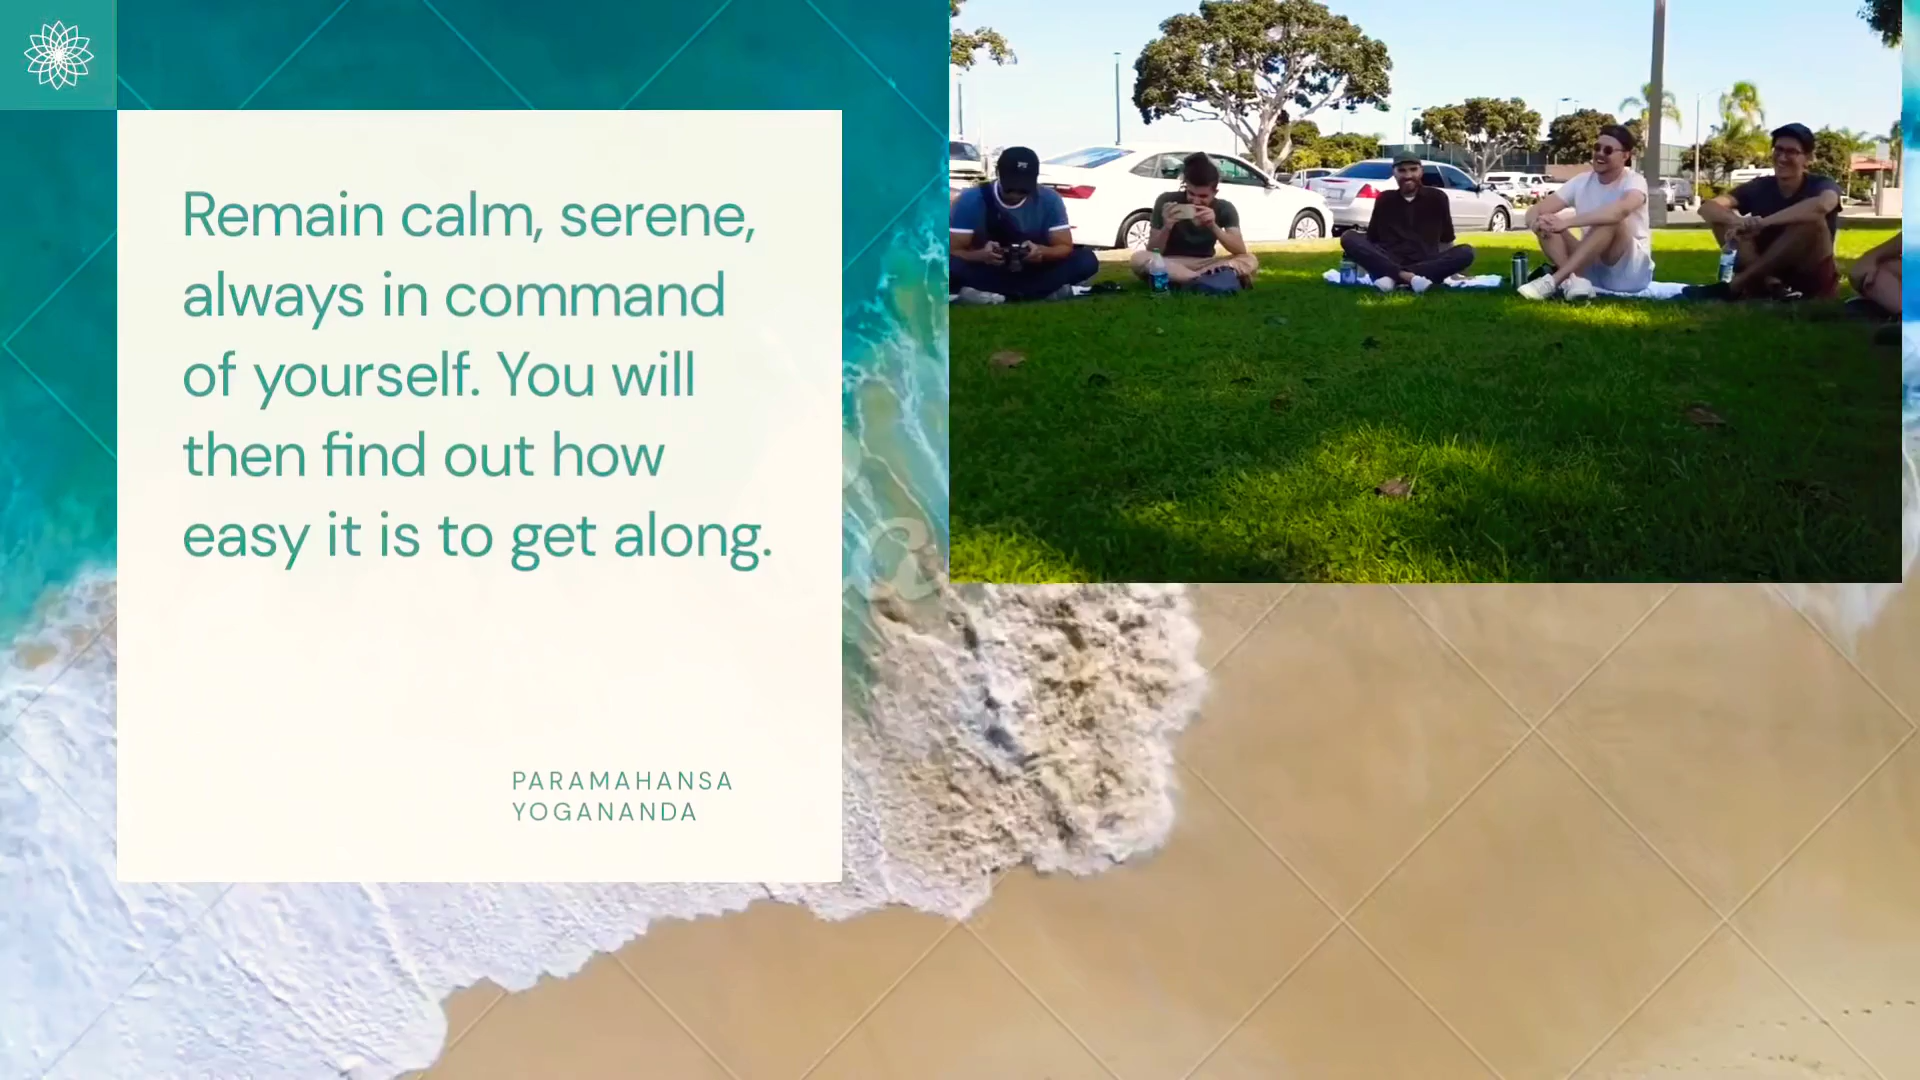 Remain calm, serene,
always in command
of yourself. You will
then find out how
easy it is to get along.
PARAMAHANSA
YOGANANDA